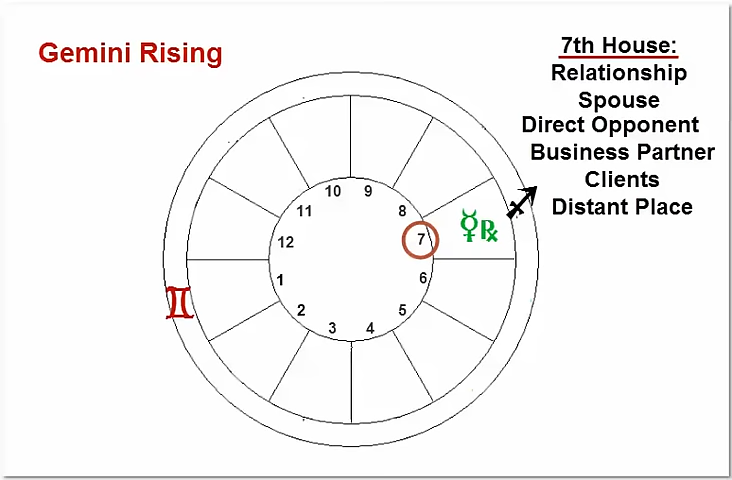 Gemini Rising
7th House:
Relationship
Spouse
Direct Opponent
Business Partner
Clients
Distant Place
10
9
11
8
12
7
☿℞
♐
1
6
♊
2
5
3
4